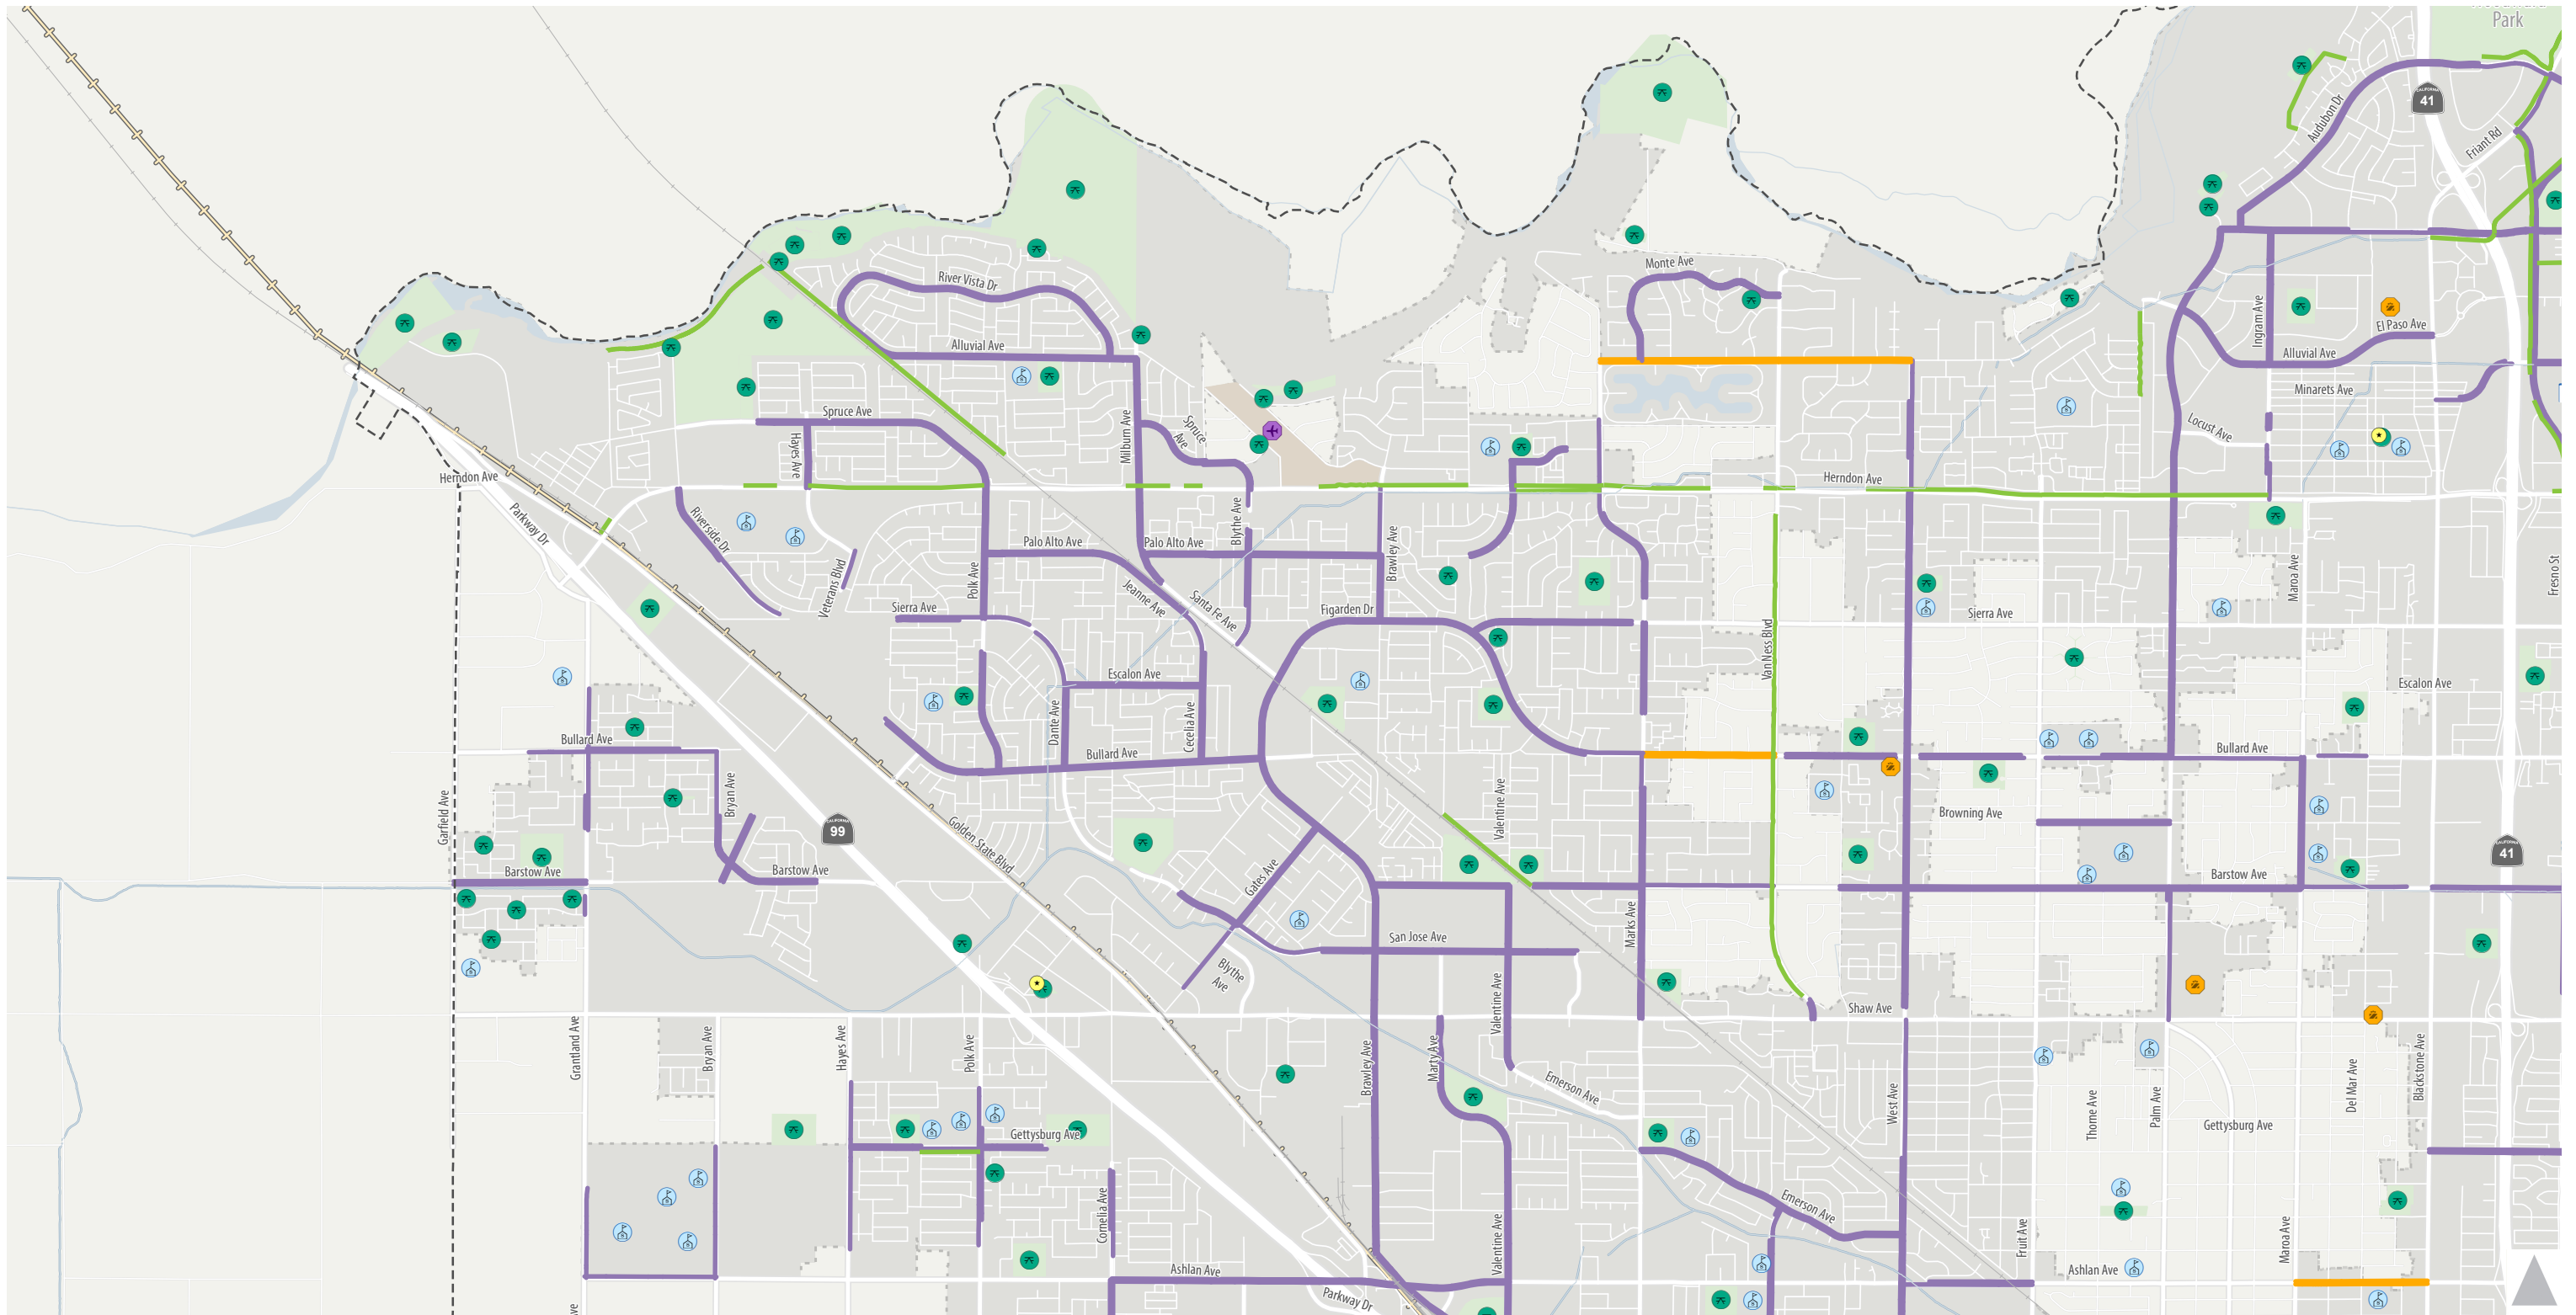 Park
CALIFORNIA
41
Audubon Dr
Friant Rd
Monte Ave
River Vista Dr
Ingram Ave
El Paso Ave
Alluvial Ave
Alluvial Ave
Minarets Ave
Spruce Ave
Hayes Ave
Milburn Ave
Spruce
Ave
Locust Ave
Herndon Ave
Herndon Ave
Parkway Dr
Riverside Dr
Blythe Ave
Palo Alto Ave
Palo Alto Ave
Brawley Ave
Maroa Ave
Fresno St
Veterans Blvd
Polk Ave
Jeanne Ave
Santa Fe Ave
Sierra Ave
Figarden Dr
Sierra Ave
Van Ness Blvd
Escalon Ave
Escalon Ave
Dante Ave
Cecelia Ave
Bullard Ave
Bullard Ave
Bullard Ave
Garfield Ave
Bryan Ave
Valentine Ave
Browning Ave
CALIFORNIA
99
Golden State Blvd
CALIFORNIA
41
Barstow Ave
Barstow Ave
Gates Ave
Barstow Ave
Marks Ave
San Jose Ave
Blythe
Ave
Valentine Ave
Shaw Ave
Grantland Ave
Bryan Ave
Hayes Ave
Polk Ave
Brawley Ave
Marty Ave
Emerson Ave
West Ave
Thorne Ave
Palm Ave
Del Mar Ave
Blackstone Ave
Gettysburg Ave
Gettysburg Ave
Cornelia Ave
Valentine Ave
Emerson Ave
Fruit Ave
Maroa Ave
Ashlan Ave
Ashlan Ave
Parkway Dr
ve